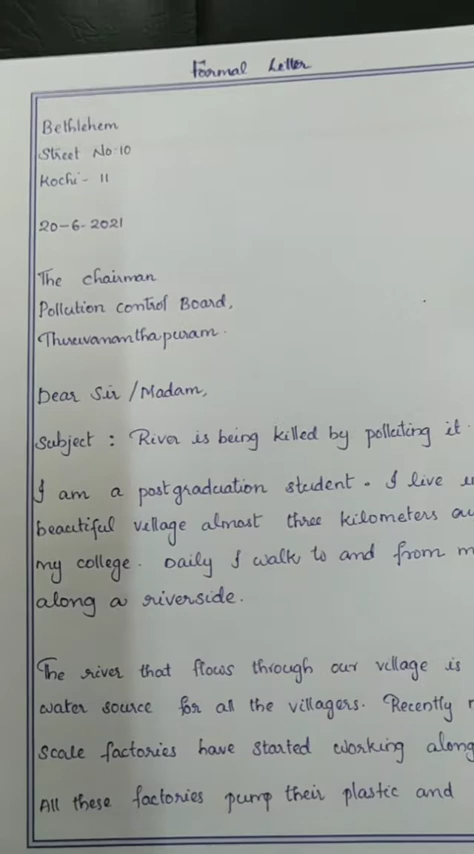 Formal Letter
Bethlehem
Street No:10
Kochi - 11
20-6-2021
The Chairman
Pollution control Board,
Thiruvananthapuram.
Dear Sir/Madam,
Subject : River is being killed by polluting it.
I am a postgraduation student. I live
beautiful village almost three kilometers
my college. Daily I walk to and from
along a riverside.
The river that flows through our village is
water source for all the villagers. Recently
scale factories have started working along
All these factories pump their plastic and